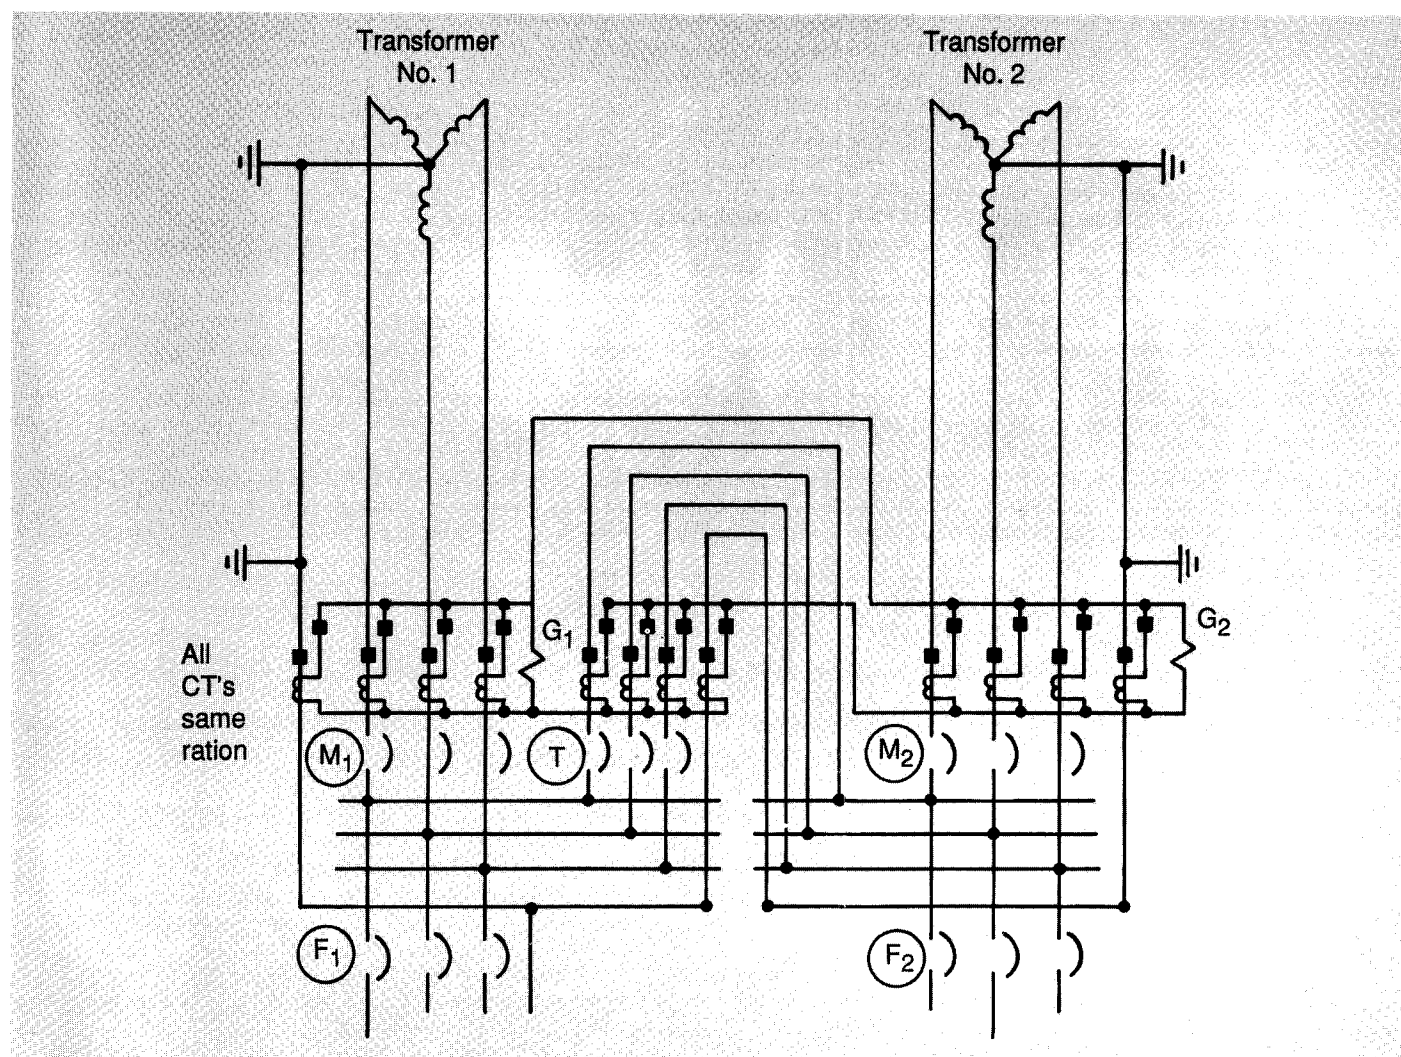 Transformer
No. 1
Transformer
No. 2
G1
G2
All
CT's
same
ration
M1
T
M2
F1
F2